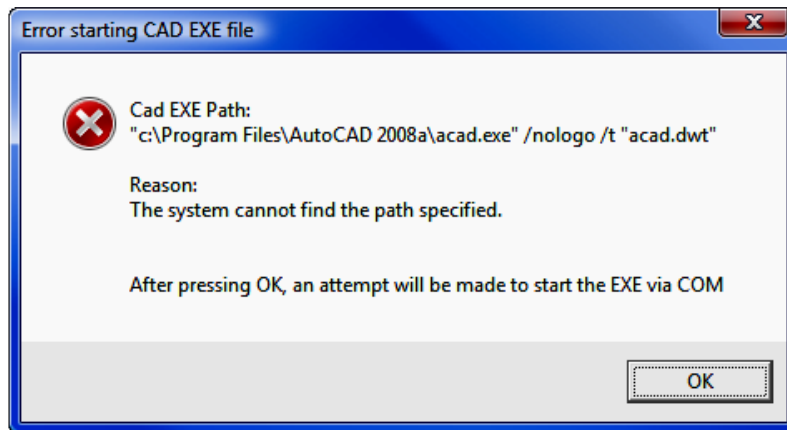 Error starting CAD EXE file
Cad EXE Path:
"c:\Program Files\AutoCAD 2008a\acad.exe" /nologo /t "acad.dwt"
Reason:
The system cannot find the path specified.
After pressing OK, an attempt will be made to start the EXE via COM
OK